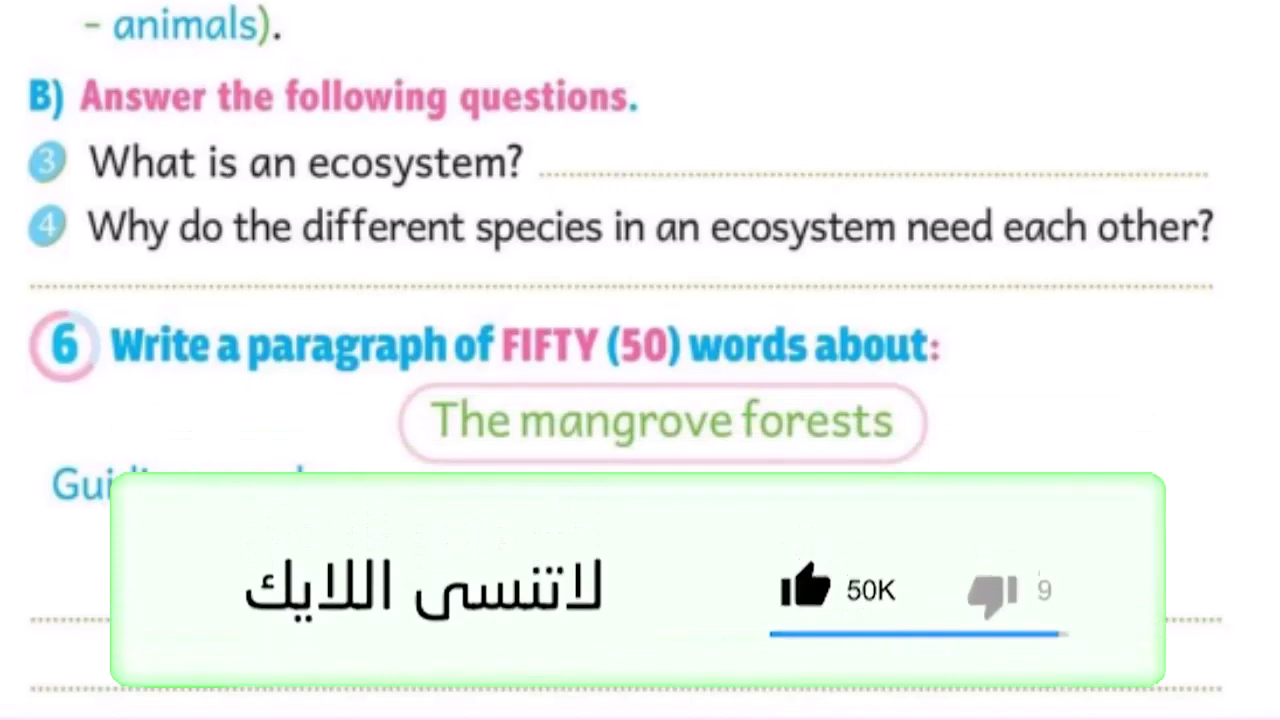 - animals).
B) Answer the following questions.
3 What is an ecosystem?
4 Why do the different species in an ecosystem need each other?
6 Write a paragraph of FIFTY (50) words about:
The mangrove forests
لاتنسى اللايك
50K
9